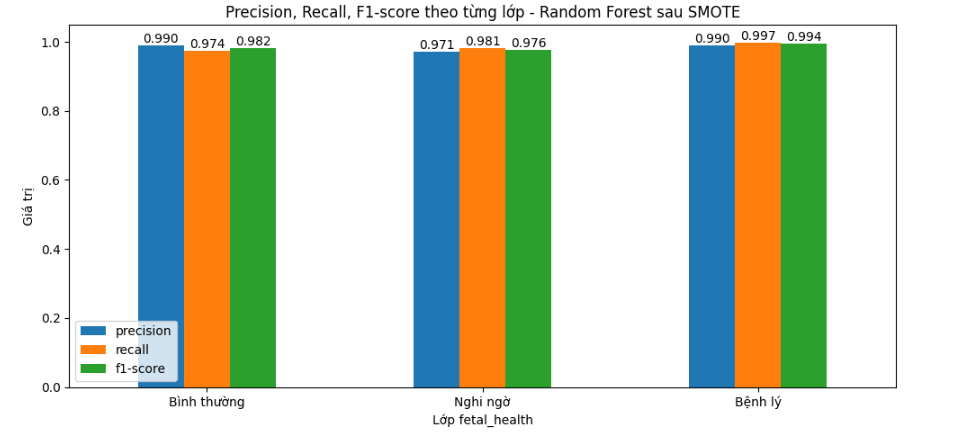 Precision, Recall, F1-score theo từng lớp - Random Forest sau SMOTE
Giá trị
1.0
0.8
0.6
0.4
0.2
0.0
0.990
0.974
0.982
0.971
0.981
0.976
0.990
0.997
0.994
precision
recall
f1-score
Bình thường
Nghi ngờ
Bệnh lý
Lớp fetal_health